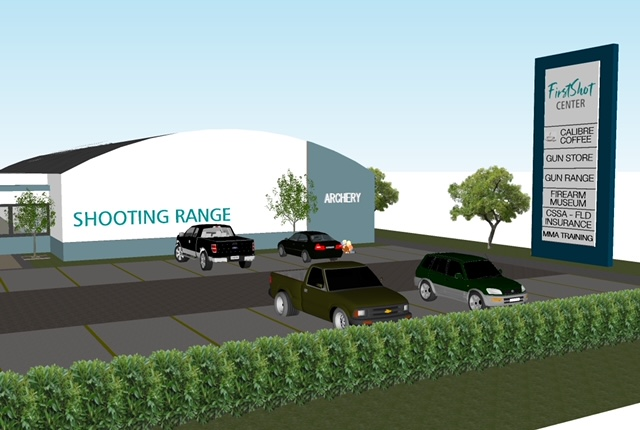 SHOOTING RANGE
ARCHERY
FirstShot
CENTER
CALIBRE
COFFEE
GUN STORE
GUN RANGE
FIREARM
MUSEUM
CSSA - FLD
INSURANCE
MMA TRAINING